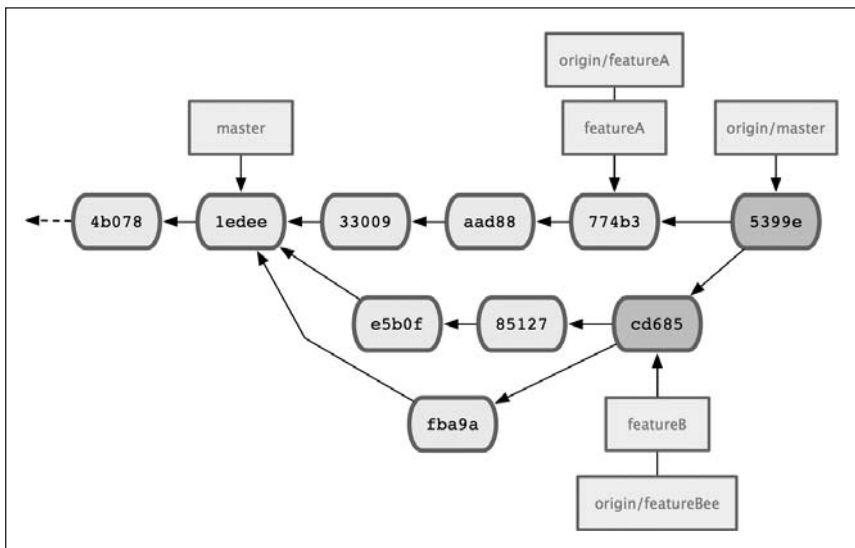 origin/featureA
master
featureA
origin/master
4b078
1edee
33009
aad88
774b3
5399e
e5b0f
85127
cd685
fba9a
featureB
origin/featureBee